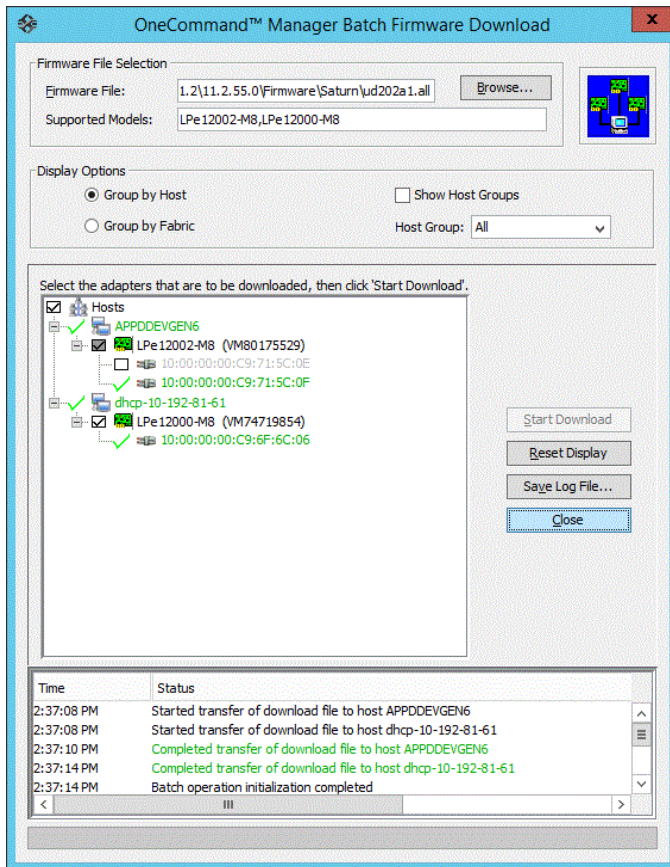 OneCommand™ Manager Batch Firmware Download
x
Firmware File Selection
Firmware File: 1.2\11.2.55.0\Firmware\Saturn\ud202a1.all Browse...
Supported Models: LPe12002-M8,LPe12000-M8
Display Options
Group by Host Show Host Groups
Group by Fabric Host Group: All
Select the adapters that are to be downloaded, then click 'Start Download'.
Hosts
APPDDEVGEN6
LPe12002-M8 (VM80175529)
10:00:00:00:C9:71:5C:0E
10:00:00:00:C9:71:5C:0F
dhcp-10-192-81-61
LPe12000-M8 (VM74719854)
10:00:00:00:C9:6F:6C:06
Start Download
Reset Display
Save Log File...
Close
Time Status
2:37:08 PM Started transfer of download file to host APPDDEVGEN6
2:37:08 PM Started transfer of download file to host dhcp-10-192-81-61
2:37:10 PM Completed transfer of download file to host APPDDEVGEN6
2:37:14 PM Completed transfer of download file to host dhcp-10-192-81-61
2:37:14 PM Batch operation initialization completed